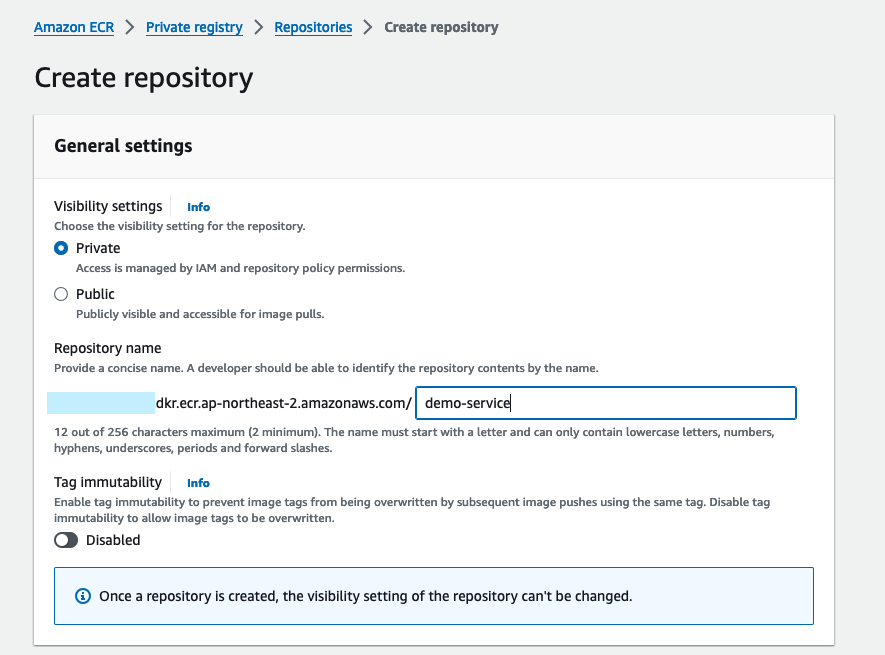 Amazon ECR > Private registry > Repositories > Create repository
Create repository
General settings
Visibility settings Info
Choose the visibility setting for the repository.
Private
Access is managed by IAM and repository policy permissions.
Public
Publicly visible and accessible for image pulls.
Repository name
Provide a concise name. A developer should be able to identify the repository contents by the name.
dkr.ecr.ap-northeast-2.amazonaws.com/ demo-service
12 out of 256 characters maximum (2 minimum). The name must start with a letter and can only contain lowercase letters, numbers,
hyphens, underscores, periods and forward slashes.
Tag immutability Info
Enable tag immutability to prevent image tags from being overwritten by subsequent image pushes using the same tag. Disable tag
immutability to allow image tags to be overwritten.
Disabled
Once a repository is created, the visibility setting of the repository can't be changed.